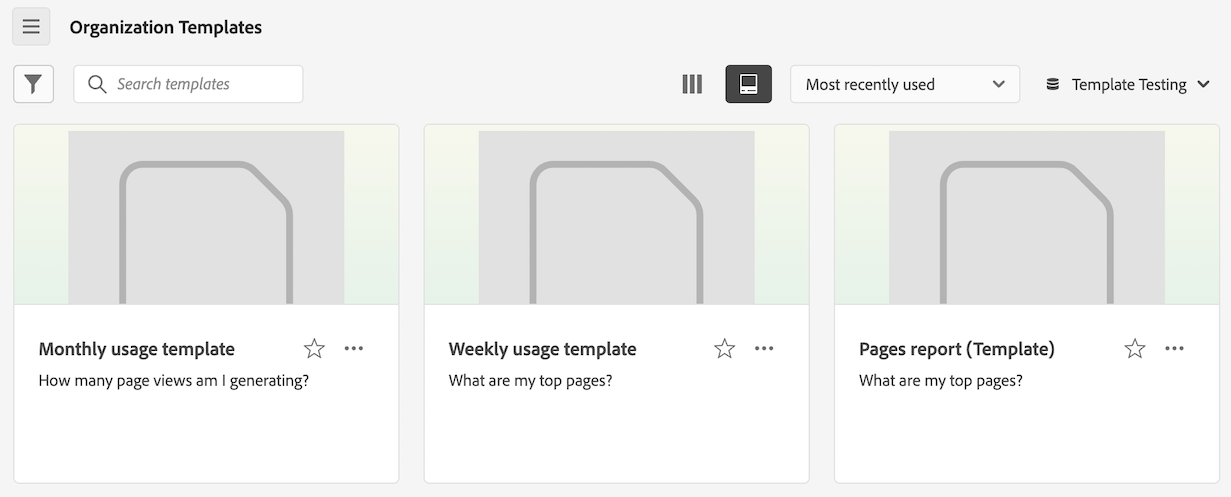 Organization Templates
Search templates
Most recently used
Template Testing
Monthly usage template
How many page views am I generating?
Weekly usage template
What are my top pages?
Pages report (Template)
What are my top pages?